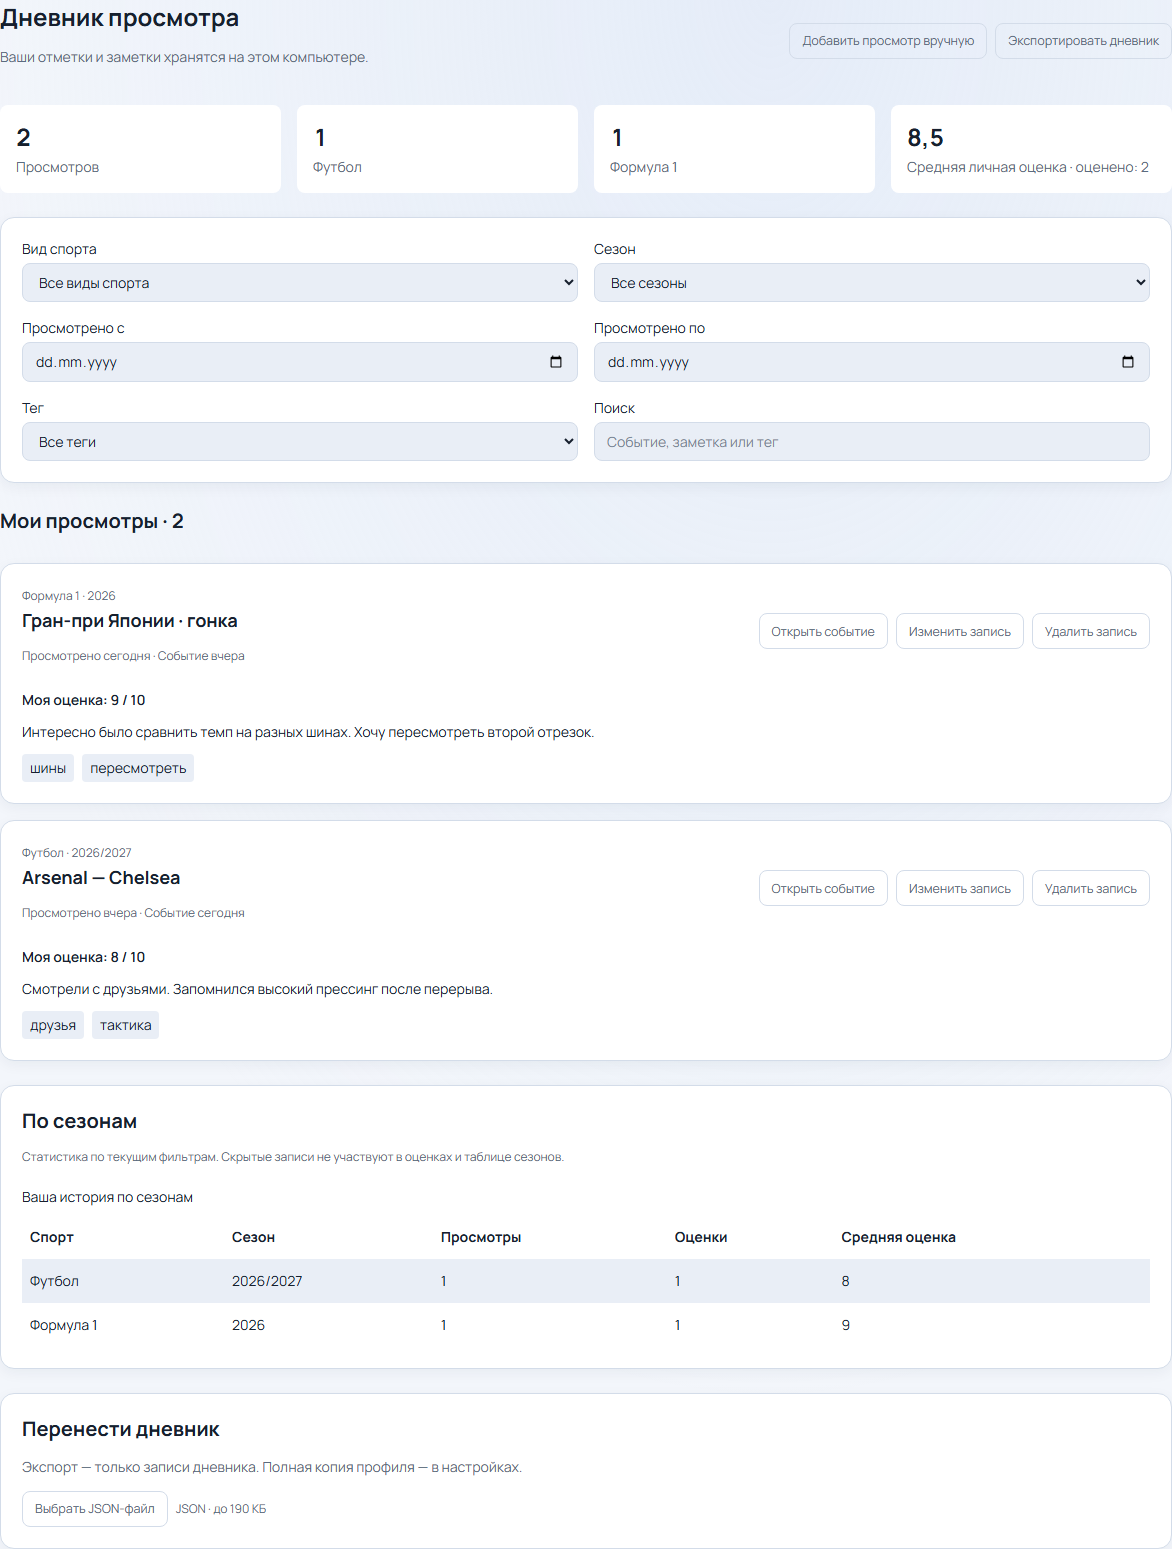 Дневник просмотра
Ваши отметки и заметки хранятся на этом компьютере.
Добавить просмотр вручную
Экспортировать дневник
2
Просмотров
1
Футбол
1
Формула 1
8,5
Средняя личная оценка · оценено: 2
Вид спорта
Все виды спорта
Сезон
Все сезоны
Просмотрено с
dd.mm.yyyy
Просмотрено по
dd.mm.yyyy
Тег
Все теги
Поиск
Событие, заметка или тег
Мои просмотры · 2
Формула 1 · 2026
Гран-при Японии · гонка
Просмотрено сегодня · Событие вчера
Открыть событие
Изменить запись
Удалить запись
Моя оценка: 9 / 10
Интересно было сравнить темп на разных шинах. Хочу пересмотреть второй отрезок.
шины
пересмотреть
Футбол · 2026/2027
Arsenal — Chelsea
Просмотрено вчера · Событие сегодня
Открыть событие
Изменить запись
Удалить запись
Моя оценка: 8 / 10
Смотрели с друзьями. Запомнился высокий прессинг после перерыва.
друзья
тактика
По сезонам
Статистика по текущим фильтрам. Скрытые записи не участвуют в оценках и таблице сезонов.
Ваша история по сезонам
Спорт Сезон Просмотры Оценки Средняя оценка
Футбол 2026/2027 1 1 8
Формула 1 2026 1 1 9
Перенести дневник
Экспорт — только записи дневника. Полная копия профиля — в настройках.
Выбрать JSON-файл
JSON · до 190 КБ